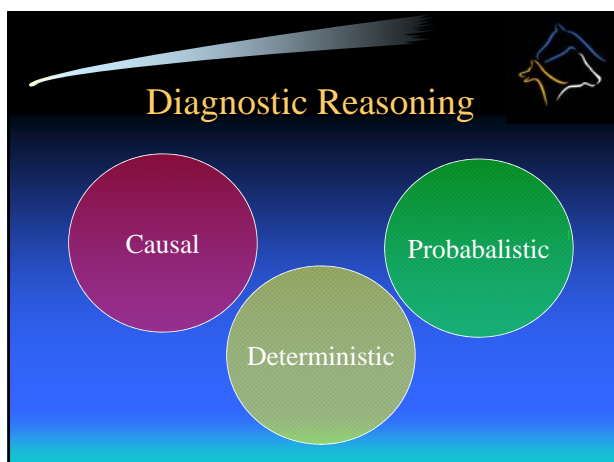 Diagnostic Reasoning
Causal
Probabalistic
Deterministic